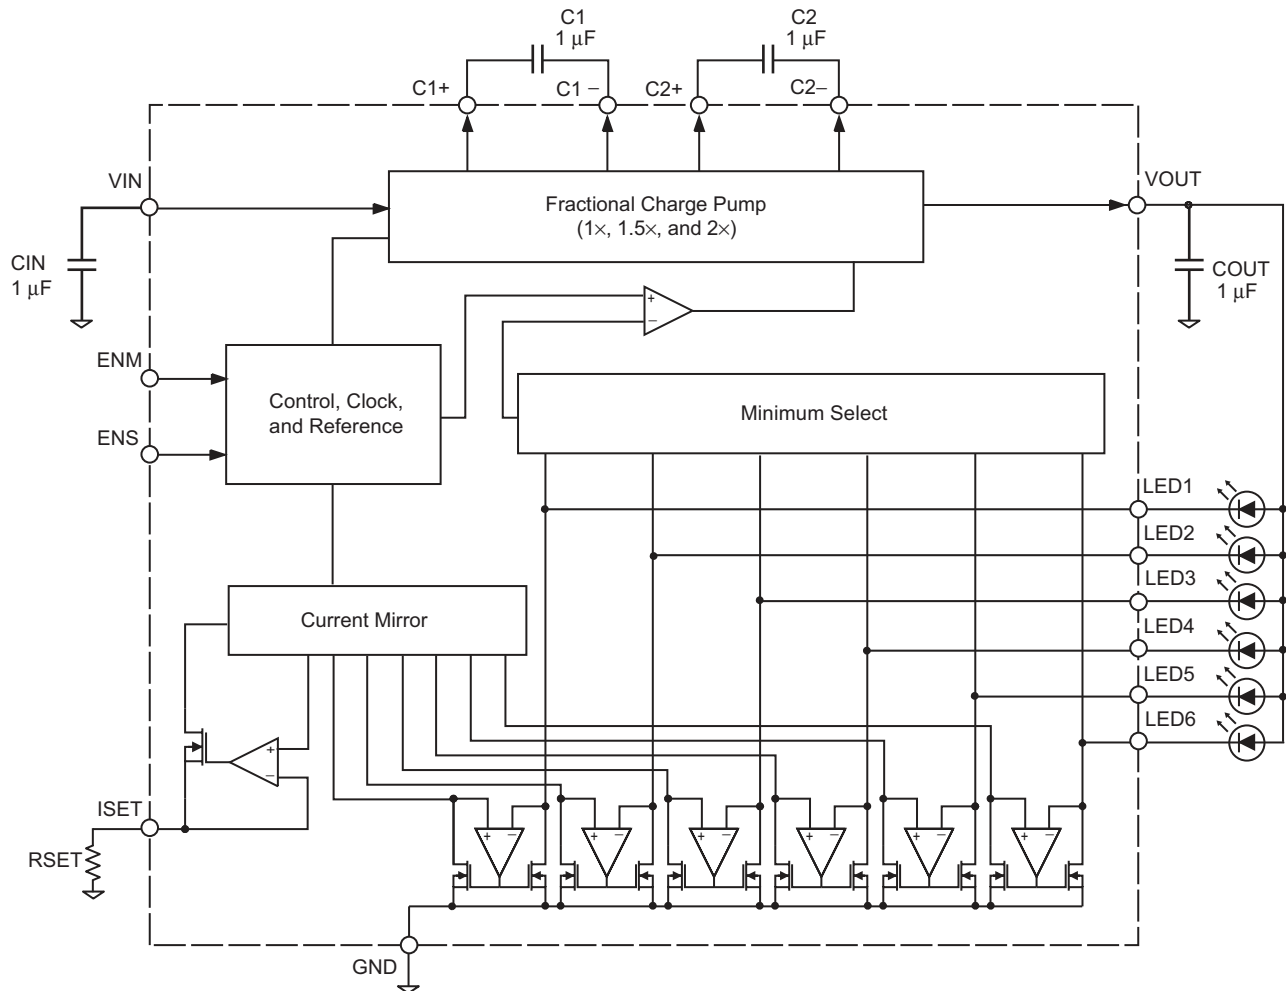 C1
1 μF
C2
1 μF
C1+
C1 –
C2+
C2–
VIN
VOUT
Fractional Charge Pump
(1×, 1.5×, and 2×)
CIN
1 μF
COUT
1 μF
+
–
ENM
ENS
Control, Clock,
and Reference
Minimum Select
LED1
LED2
LED3
LED4
LED5
LED6
Current Mirror
+
–
ISET
RSET
+ –
+ –
+ –
+ –
+ –
+ –
GND